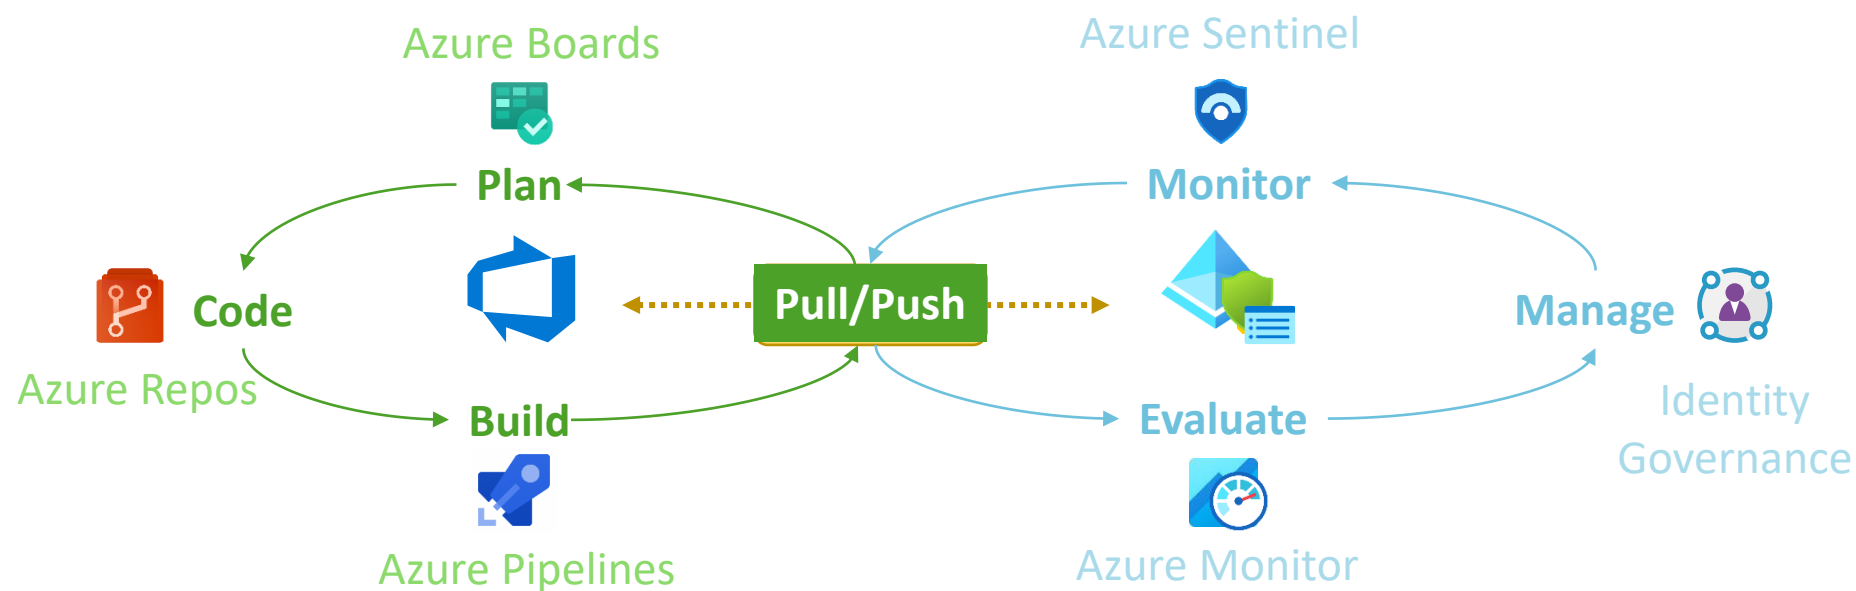 Azure Boards
Azure Sentinel
Plan
Monitor
Code
Pull/Push
Manage
Azure Repos
Identity
Governance
Build
Evaluate
Azure Pipelines
Azure Monitor